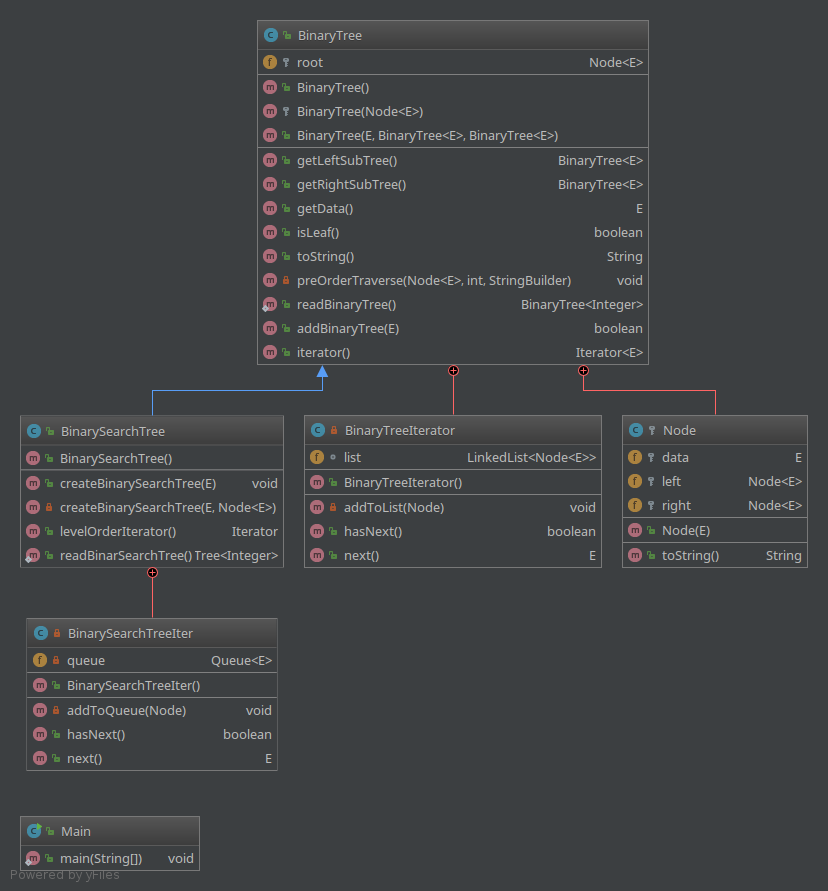 BinaryTree
root Node<E>
BinaryTree()
BinaryTree(Node<E>)
BinaryTree(E, BinaryTree<E>, BinaryTree<E>)
getLeftSubTree() BinaryTree<E>
getRightSubTree() BinaryTree<E>
getData() E
isLeaf() boolean
toString() String
preOrderTraverse(Node<E>, int, StringBuilder) void
readBinaryTree() BinaryTree<Integer>
addBinaryTree(E) boolean
iterator() Iterator<E>
BinarySearchTree
BinarySearchTree()
createBinarySearchTree(E) void
createBinarySearchTree(E, Node<E>)
levelOrderIterator() Iterator
readBinarSearchTree() Tree<Integer>
BinaryTreeIterator
list LinkedList<Node<E>>
BinaryTreeIterator()
addToList(Node) void
hasNext() boolean
next() E
Node
data E
left Node<E>
right Node<E>
Node(E)
toString() String
BinarySearchTreeIter
queue Queue<E>
BinarySearchTreeIter()
addToQueue(Node) void
hasNext() boolean
next() E
Main
main(String[]) void
Powered by yFiles